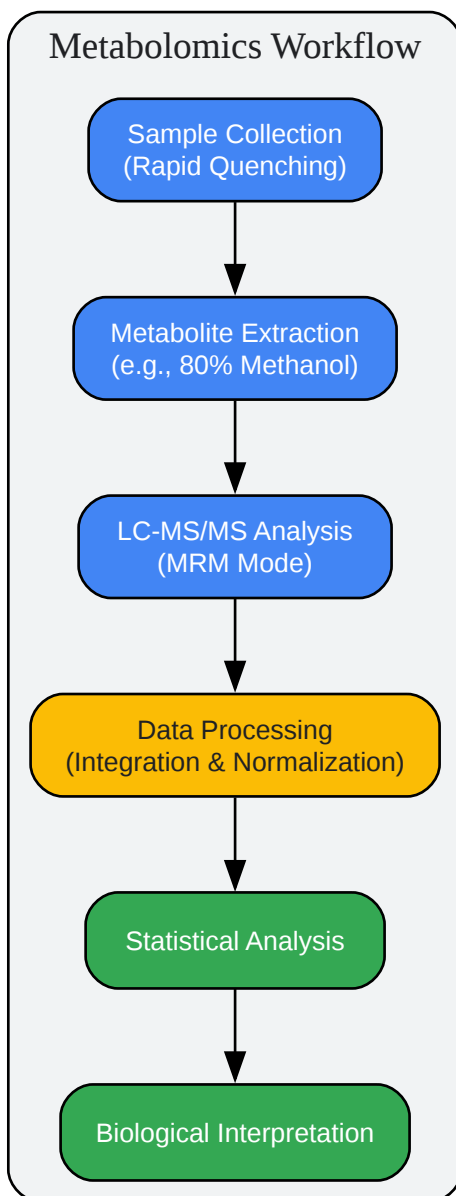 Metabolomics Workflow
Sample Collection
(Rapid Quenching)
Metabolite Extraction
(e.g., 80% Methanol)
LC-MS/MS Analysis
(MRM Mode)
Data Processing
(Integration & Normalization)
Statistical Analysis
Biological Interpretation